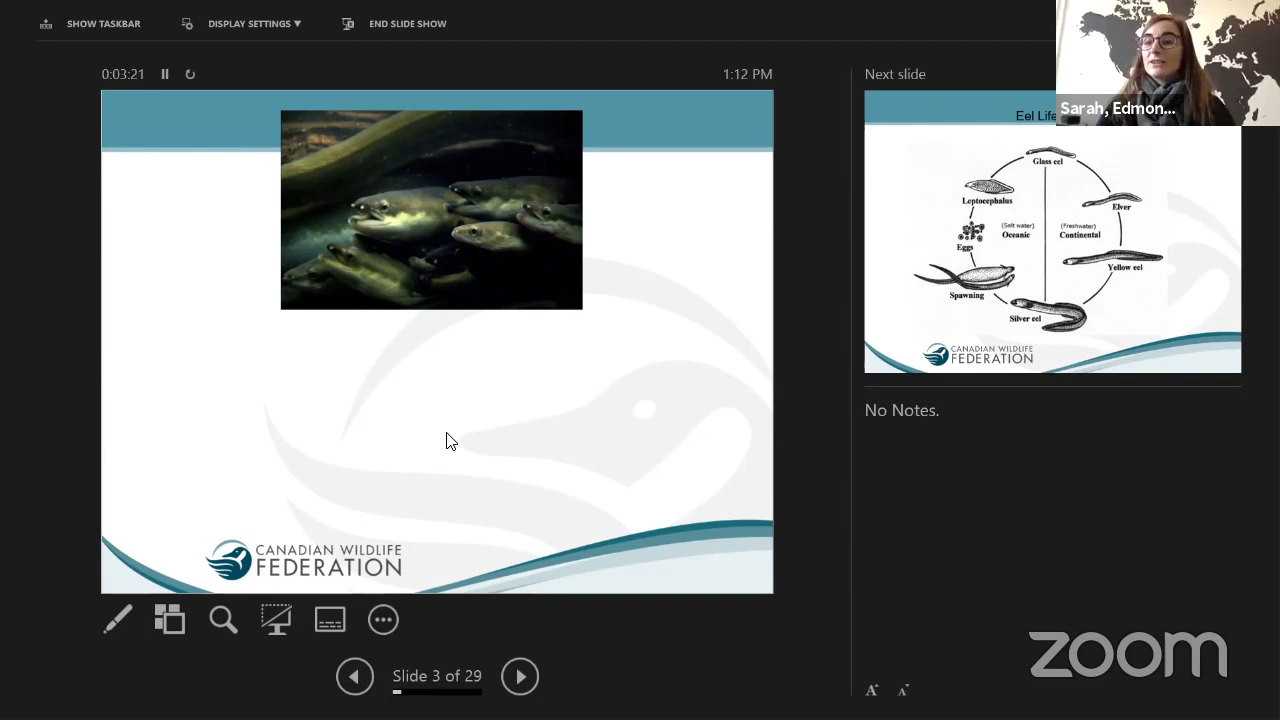 SHOW TASKBAR
DISPLAY SETTINGS ▼
END SLIDE SHOW
0:03:21
1:12 PM
Next slide
Sarah, Edmon...
Eel Life
Glass eel
Leptocephalus
Elver
(Salt water)
Oceanic
(Freshwater)
Continental
Eggs
Yellow eel
Spawning
Silver eel
CANADIAN WILDLIFE
FEDERATION
No Notes.
CANADIAN WILDLIFE
FEDERATION
Slide 3 of 29
zoom
A
A